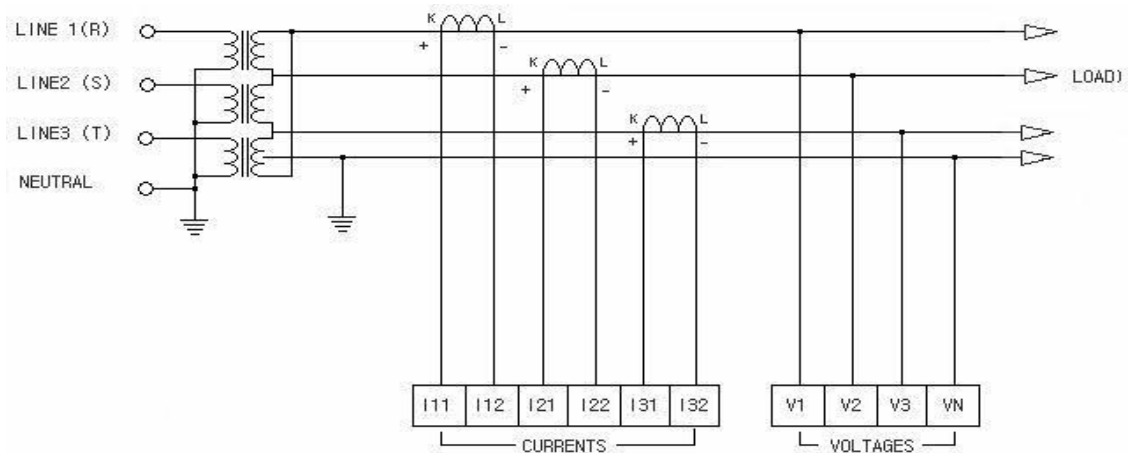 LINE 1(R)
K L
+ -
LINE2 (S)
K L
+ -
LOAD)
LINE3 (T)
K L
+ -
NEUTRAL
I11 I12 I21 I22 I31 I32
V1 V2 V3 VN
CURRENTS
VOLTAGES